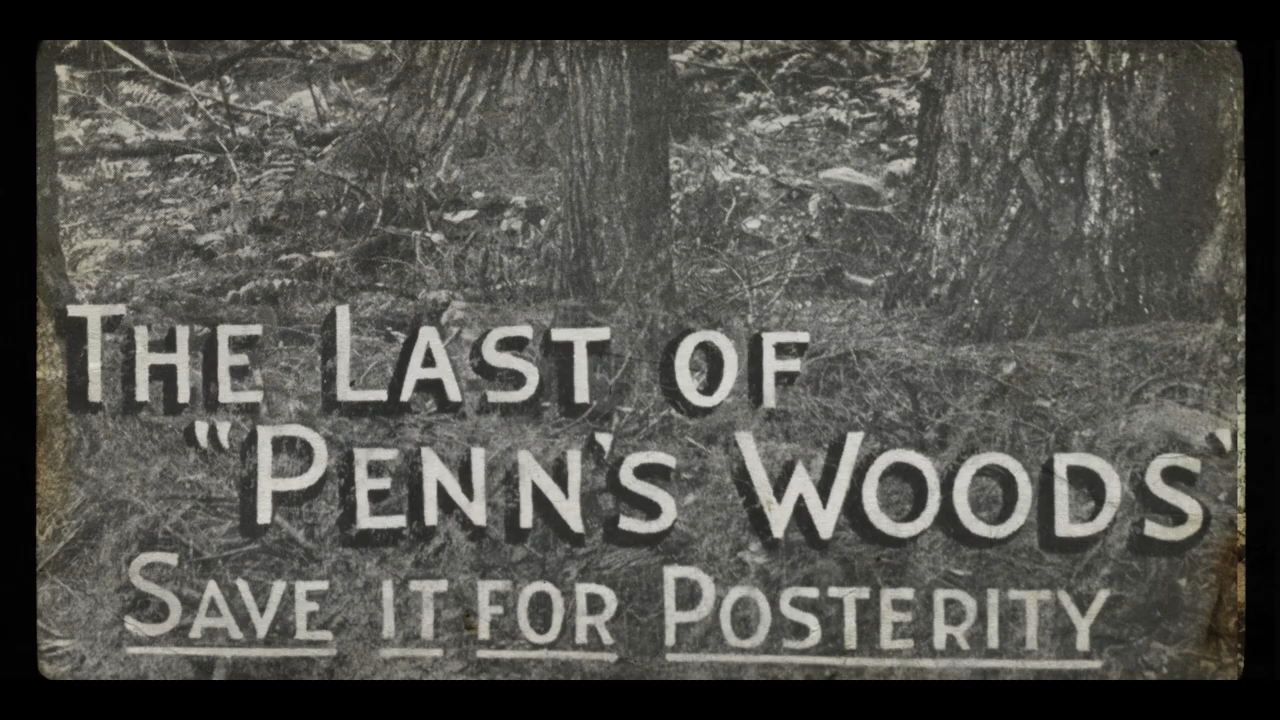 THE LAST OF
"PENN'S WOODS'
SAVE IT FOR POSTERITY